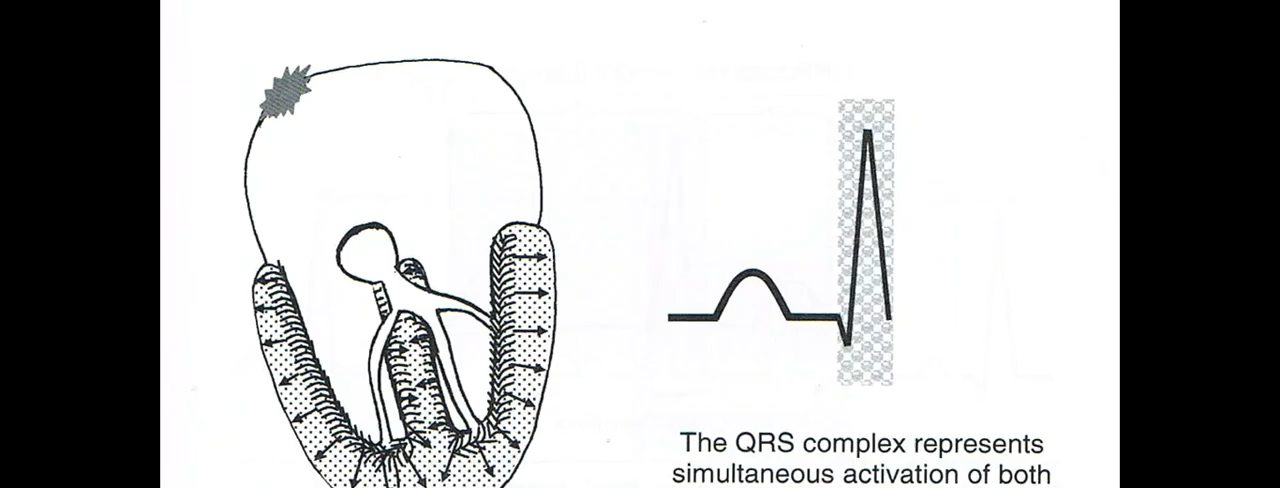 The QRS complex represents
simultaneous activation of both